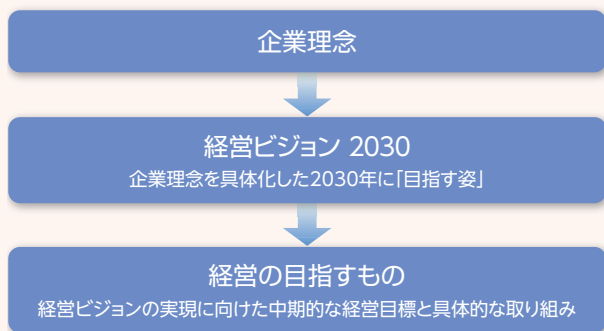 企業理念
経営ビジョン 2030
企業理念を具体化した2030年に「目指す姿」
経営の目指すもの
経営ビジョンの実現に向けた中期的な経営目標と具体的な取り組み